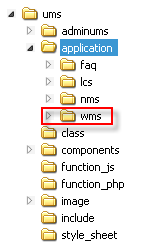 ums
adminums
application
faq
lcs
nms
wms
class
components
function_js
function_php
image
include
style_sheet